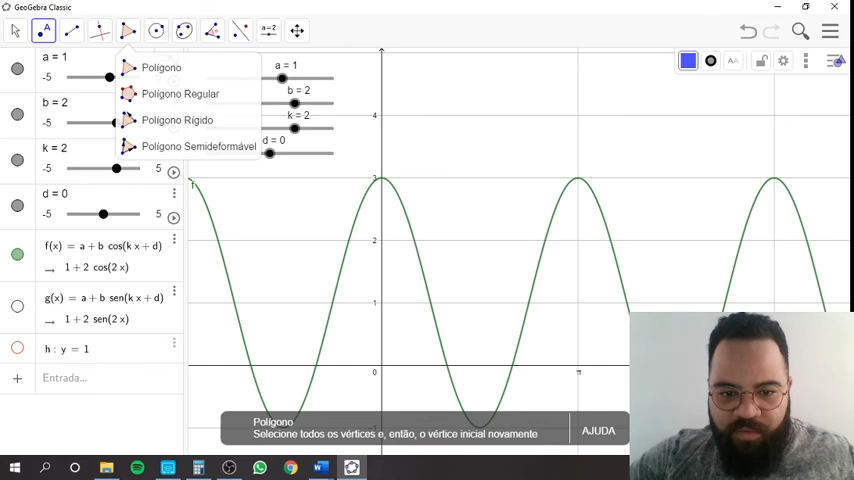 GeoGebra Classic
a=2
a = 1
-5
b = 2
-5
k = 2
-5
5
d = 0
-5
5
f(x) = a + b cos(k x + d)
→ 1 + 2 cos(2 x)
g(x) = a + b sen(k x + d)
→ 1 + 2 sen(2 x)
h : y = 1
+ Entrada...
Polígono
Polígono Regular
Polígono Rígido
Polígono Semideformável
a = 1
b = 2
k = 2
d = 0
AA
f
4
3
2
1
0
π
Polígono
Selecione todos os vértices e, então, o vértice inicial novamente
AJUDA